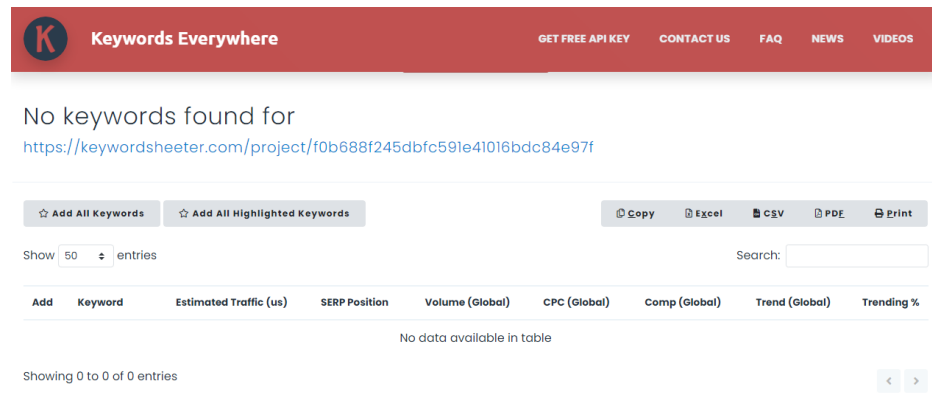 K Keywords Everywhere GET FREE API KEY CONTACT US FAQ NEWS VIDEOS
No keywords found for
https://keywordsheeter.com/project/f0b688f245dbfc591e41016bdc84e97f
Add All Keywords Add All Highlighted Keywords Copy Excel CSV PDF Print
Show 50 entries Search:
Add Keyword Estimated Traffic (us) SERP Position Volume (Global) CPC (Global) Comp (Global) Trend (Global) Trending %
No data available in table
Showing 0 to 0 of 0 entries